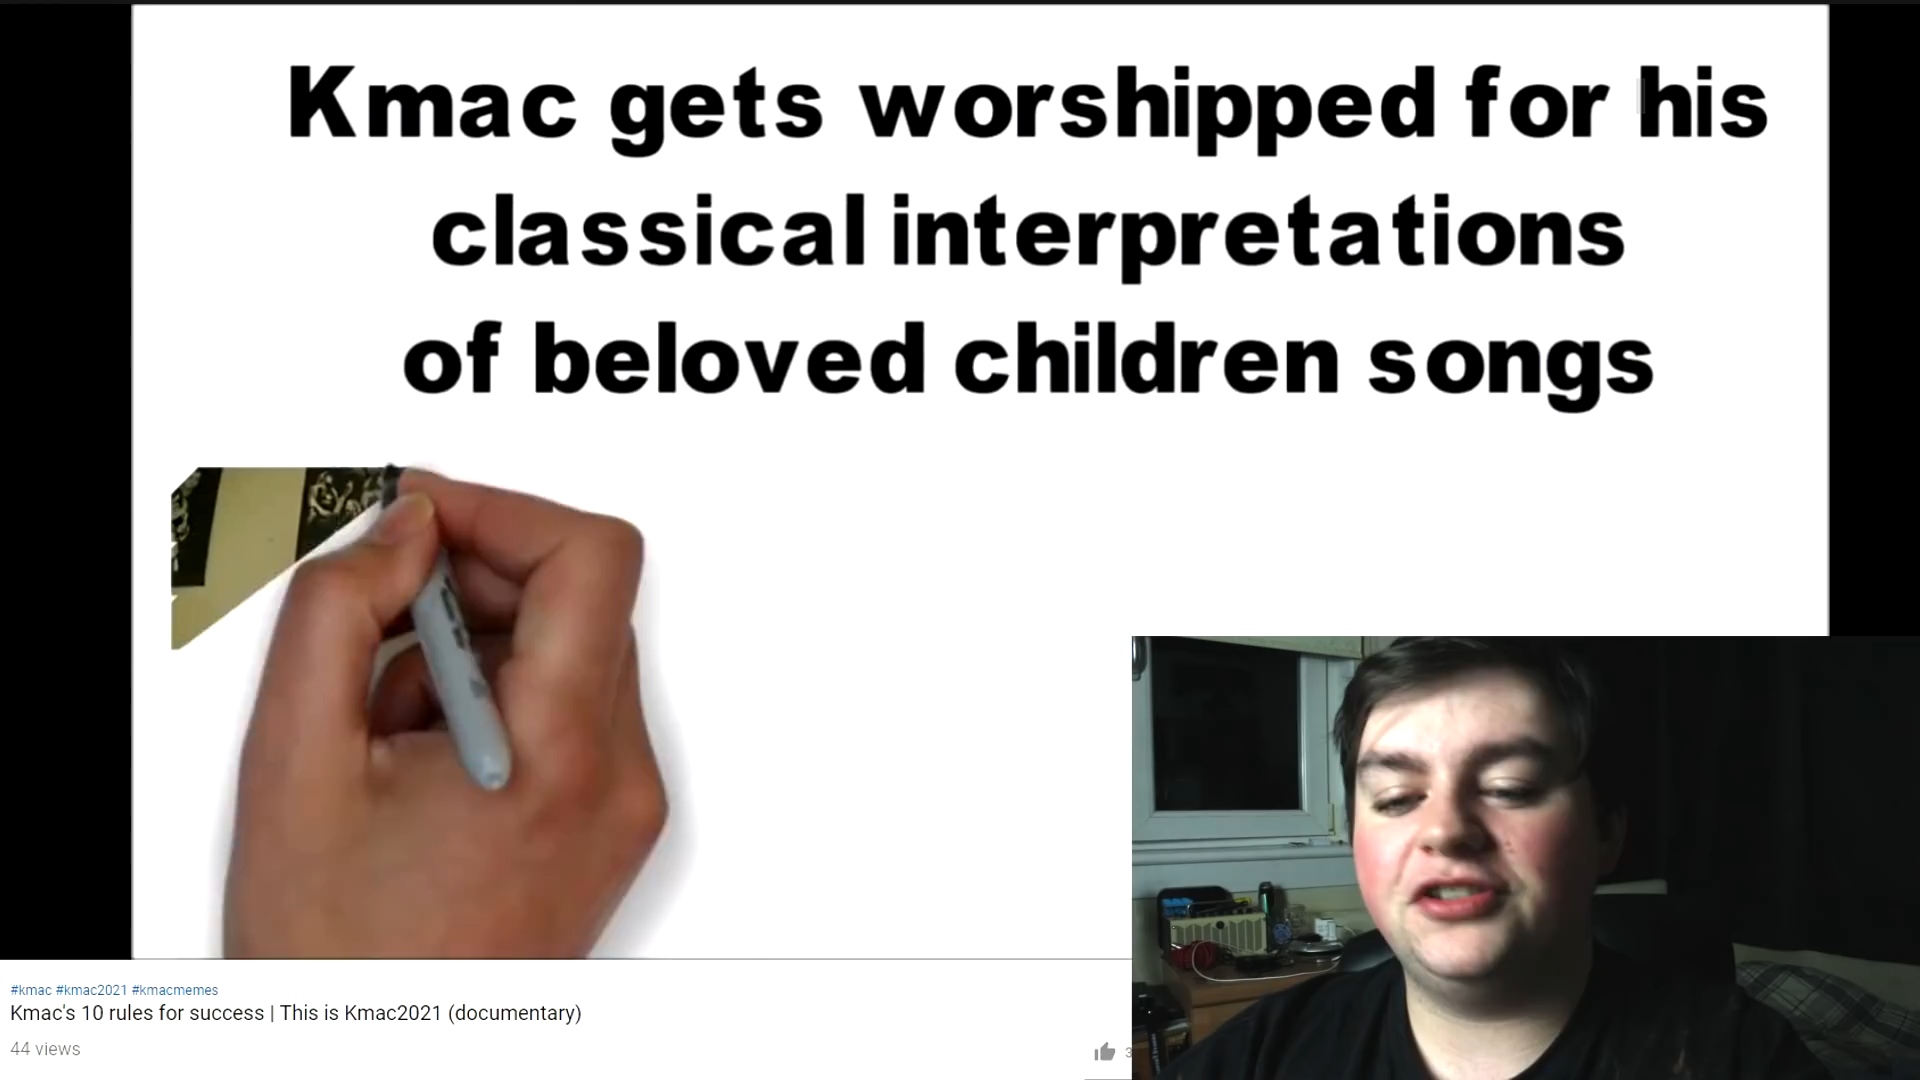 Kmac gets worshipped for his
classical interpretations
of beloved children songs
#kmac #kmac2021 #kmacmemes
Kmac's 10 rules for success | This is Kmac2021 (documentary)
44 views